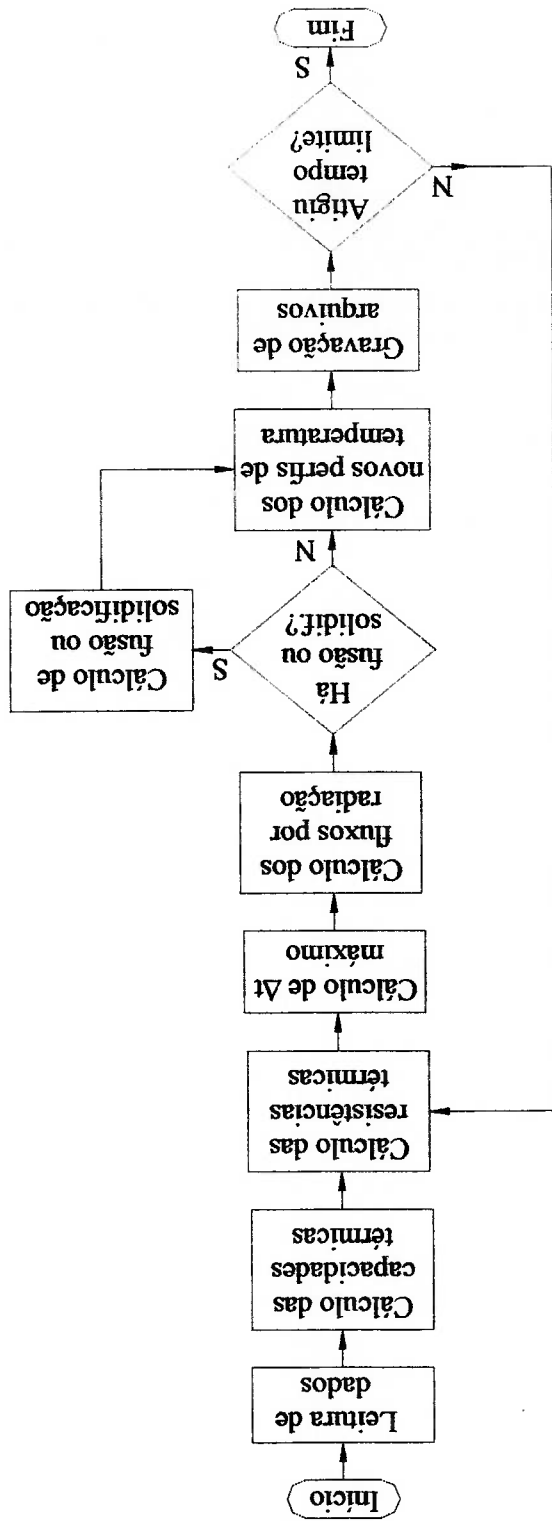 Início
Leitura de
dados
Cálculo das
capacidades
térmicas
Cálculo das
resistências
térmicas
Cálculo de Δt
máximo
Cálculo dos
fluxos por
radiação
Há
fusão ou
solidif.?
S
Cálculo de
fusão ou
solidificação
N
Cálculo dos
novos perfis de
temperatura
Gravação de
arquivos
Atigiu
tempo
limite?
N
S
Fim